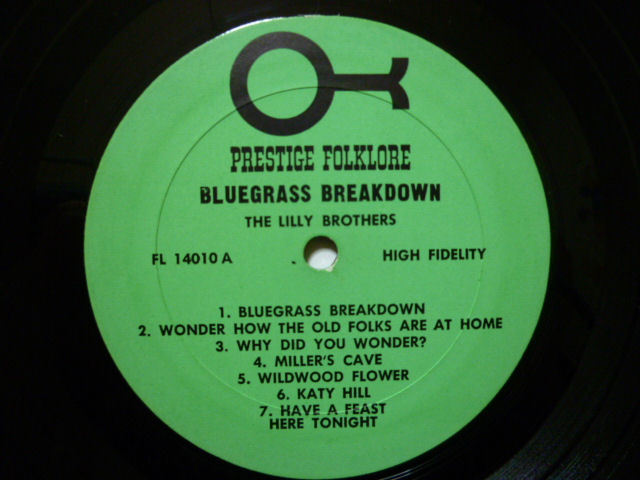 PRESTIGE FOLKLORE
BLUEGRASS BREAKDOWN
THE LILLY BROTHERS
FL 14010 A
HIGH FIDELITY
1. BLUEGRASS BREAKDOWN
2. WONDER HOW THE OLD FOLKS ARE AT HOME
3. WHY DID YOU WONDER?
4. MILLER'S CAVE
5. WILDWOOD FLOWER
6. KATY HILL
7. HAVE A FEAST
HERE TONIGHT